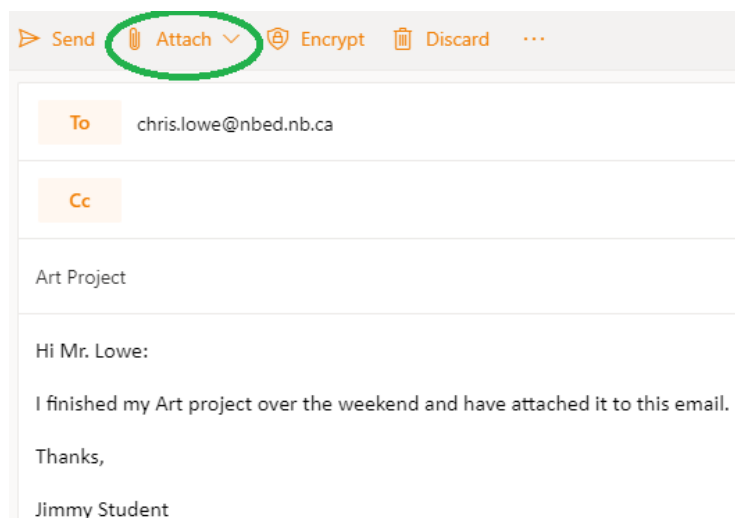 Send Attach Encrypt Discard ...
To chris.lowe@nbed.nb.ca
Cc
Art Project
Hi Mr. Lowe:
I finished my Art project over the weekend and have attached it to this email.
Thanks,
Jimmy Student